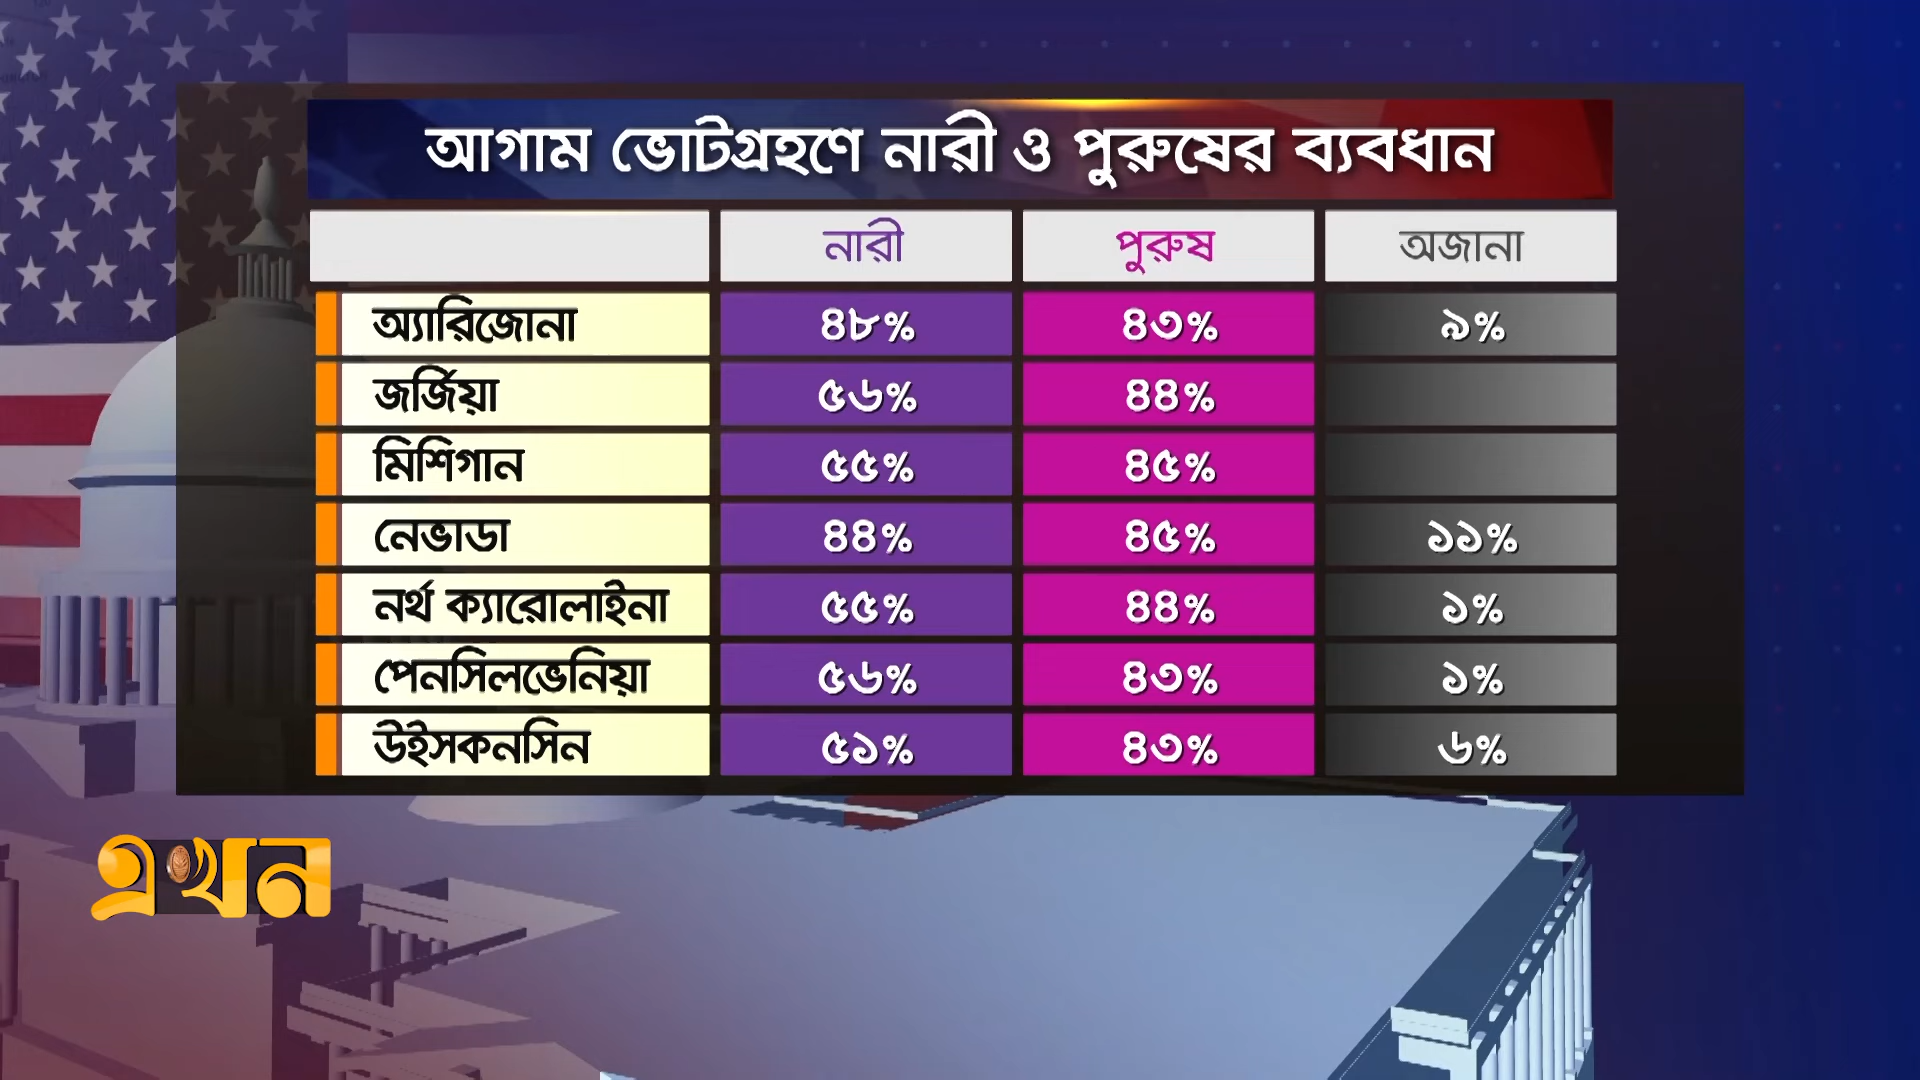 আগাম ভোটগ্রহণে নারী ও পুরুষের ব্যবধান
নারী পুরুষ অজানা
অ্যারিজোনা ৪৮% ৪৩% ৯%
জর্জিয়া ৫৬% ৪৪%
মিশিগান ৫৫% ৪৫%
নেভাডা ৪৪% ৪৫% ১১%
নর্থ ক্যারোলাইনা ৫৫% ৪৪% ১%
পেনসিলভেনিয়া ৫৬% ৪৩% ১%
উইসকনসিন ৫১% ৪৩% ৬%
এখন